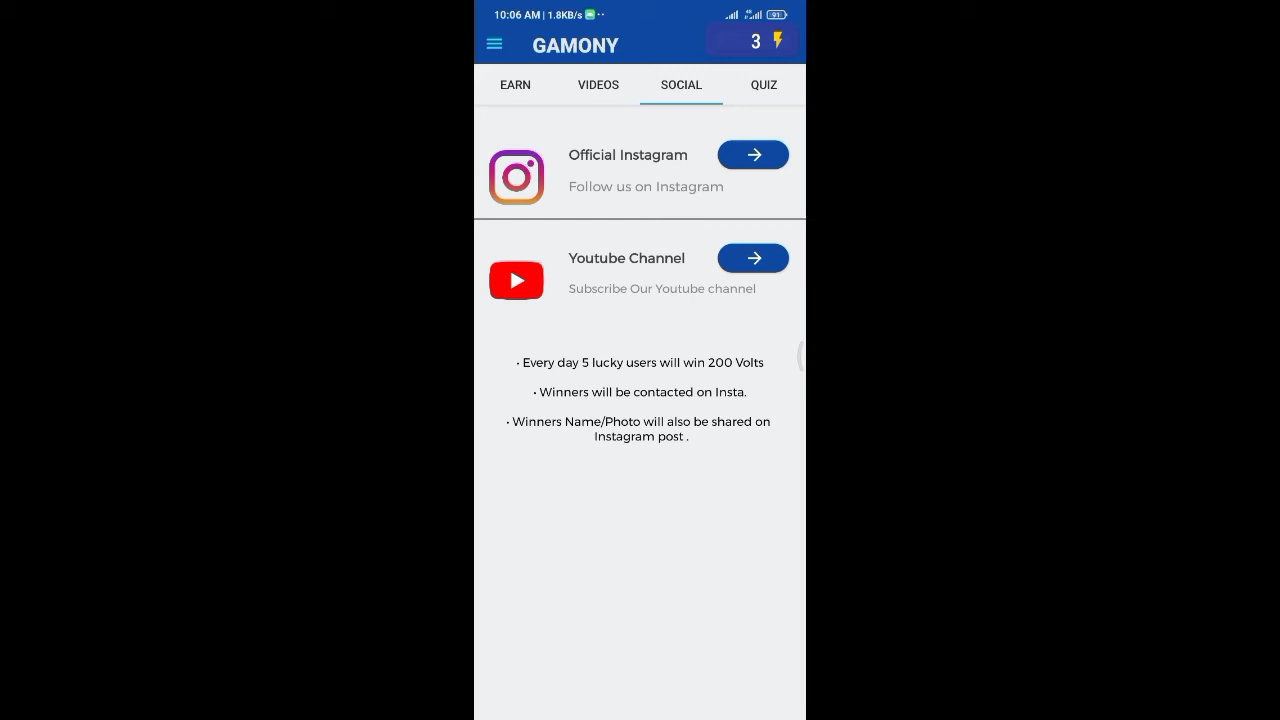 10:06 AM | 1.8KB/s
4G
91
GAMONY
3
EARN
VIDEOS
SOCIAL
QUIZ
Official Instagram
Follow us on Instagram
Youtube Channel
Subscribe Our Youtube channel
• Every day 5 lucky users will win 200 Volts
• Winners will be contacted on Insta.
• Winners Name/Photo will also be shared on
Instagram post .